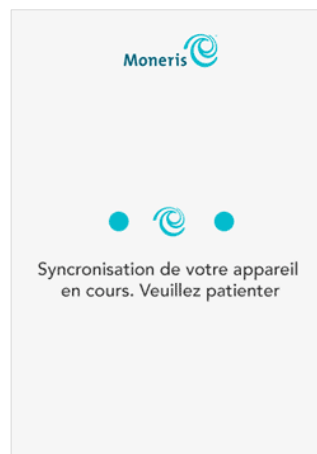 Moneris
Syncronisation de votre appareil
en cours. Veuillez patienter